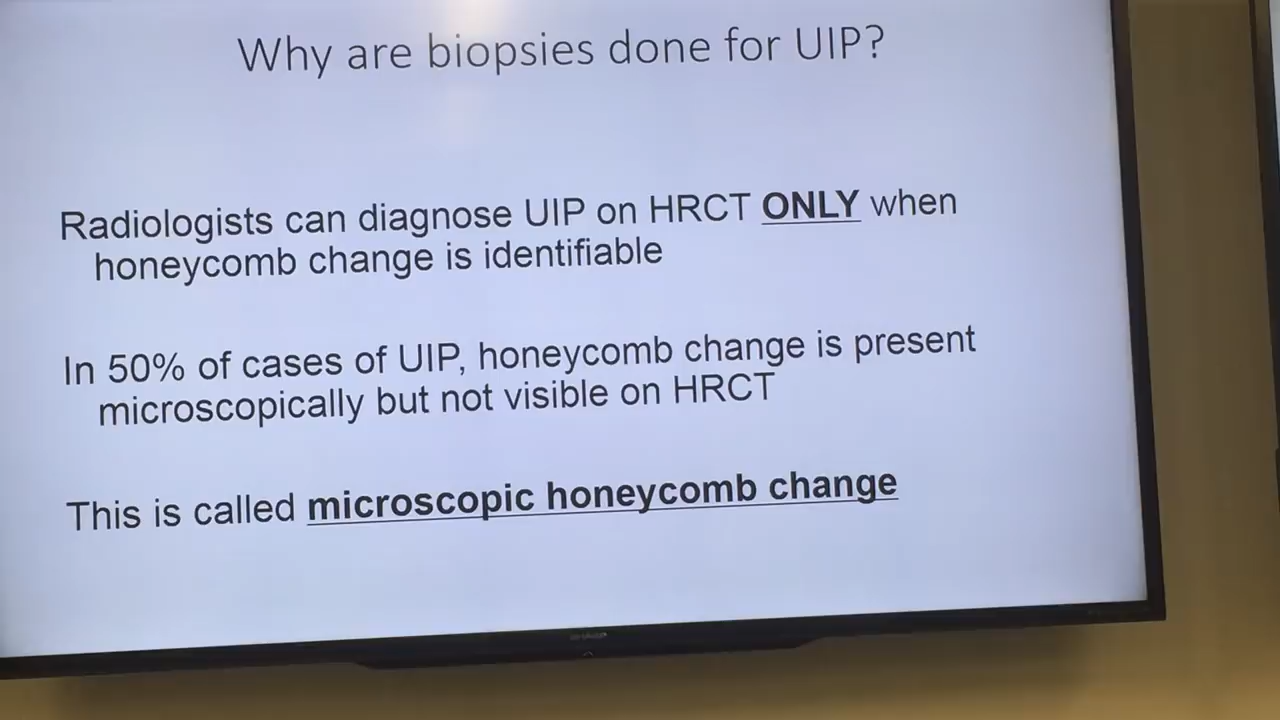 Why are biopsies done for UIP?
Radiologists can diagnose UIP on HRCT ONLY when
honeycomb change is identifiable
In 50% of cases of UIP, honeycomb change is present
microscopically but not visible on HRCT
This is called microscopic honeycomb change